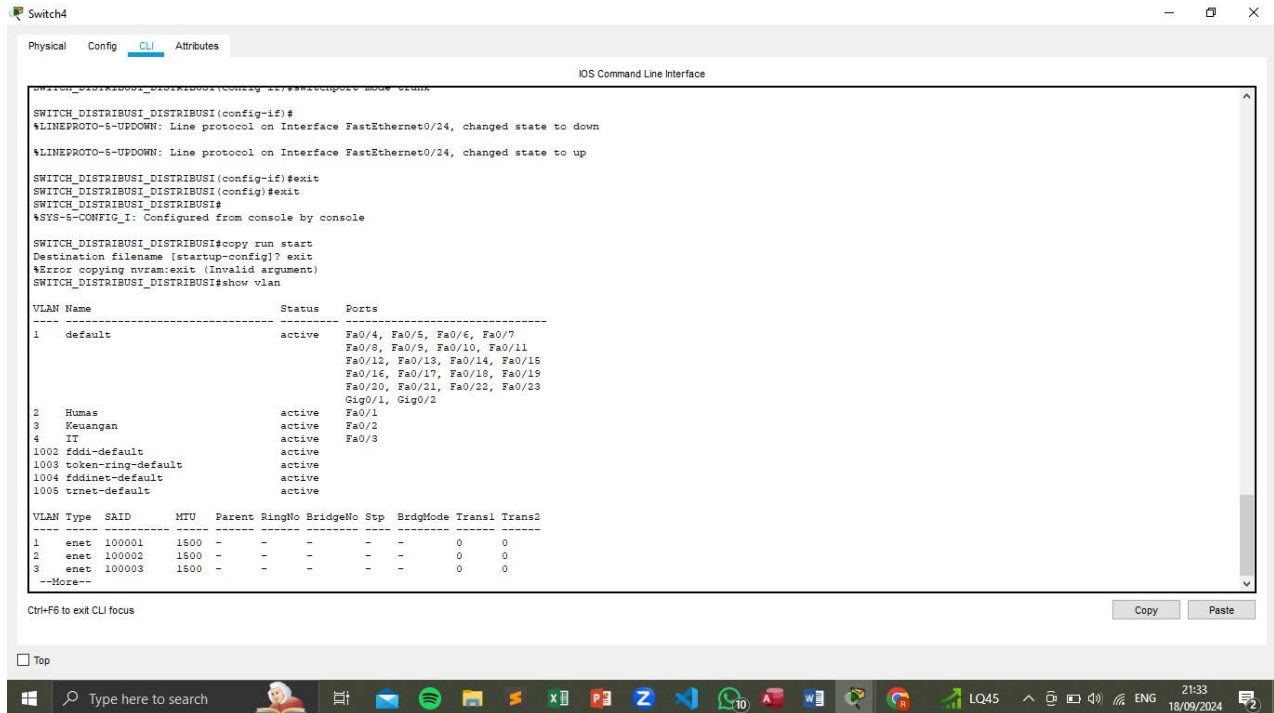 Switch4
Physical Config CLI Attributes
IOS Command Line Interface
SWITCH_DISTRIBUSI_DISTRIBUSI(config-if)#switchport mode trunk
SWITCH_DISTRIBUSI_DISTRIBUSI(config-if)#
%LINEPROTO-5-UPDOWN: Line protocol on Interface FastEthernet0/24, changed state to down
%LINEPROTO-5-UPDOWN: Line protocol on Interface FastEthernet0/24, changed state to up
SWITCH_DISTRIBUSI_DISTRIBUSI(config-if)#exit
SWITCH_DISTRIBUSI_DISTRIBUSI(config)#exit
SWITCH_DISTRIBUSI_DISTRIBUSI#
%SYS-5-CONFIG_I: Configured from console by console
SWITCH_DISTRIBUSI_DISTRIBUSI#copy run start
Destination filename [startup-config]? exit
%Error copying nvram:exit (Invalid argument)
SWITCH_DISTRIBUSI_DISTRIBUSI#show vlan
VLAN Name Status Ports
---- -------------------------------- --------- -------------------------------
1 default active Fa0/4, Fa0/5, Fa0/6, Fa0/7
Fa0/8, Fa0/9, Fa0/10, Fa0/11
Fa0/12, Fa0/13, Fa0/14, Fa0/15
Fa0/16, Fa0/17, Fa0/18, Fa0/19
Fa0/20, Fa0/21, Fa0/22, Fa0/23
Gig0/1, Gig0/2
2 Humas active Fa0/1
3 Keuangan active Fa0/2
4 IT active Fa0/3
1002 fddi-default active
1003 token-ring-default active
1004 fddinet-default active
1005 trnet-default active
VLAN Type SAID MTU Parent RingNo BridgeNo Stp BrdgMode Trans1 Trans2
---- ----- ---------- ----- ------ ------ -------- ---- -------- ------ ------
1 enet 100001 1500 - - - - - 0 0
2 enet 100002 1500 - - - - - 0 0
3 enet 100003 1500 - - - - - 0 0
--More--
Ctrl+F6 to exit CLI focus
Copy Paste
Top
Type here to search
10
LQ45
ENG
21:33
18/09/2024
2